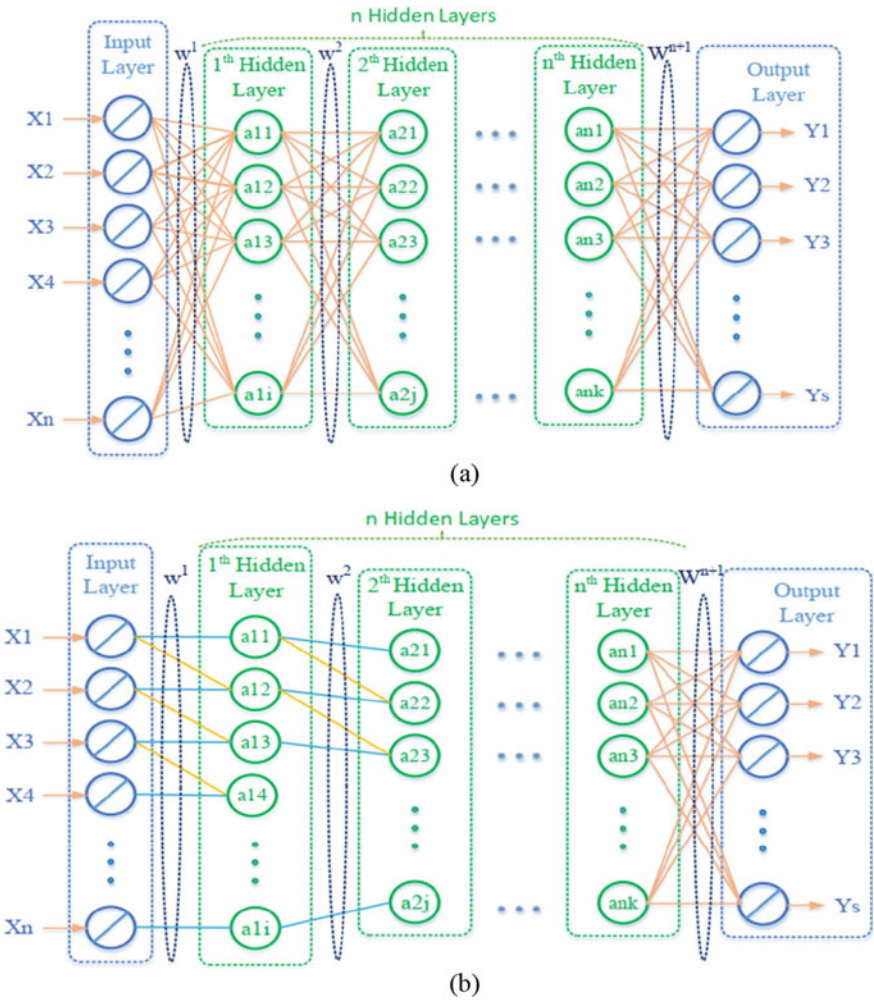 n Hidden Layers
Input
Layer
w1
1th Hidden
Layer
w2
2th Hidden
Layer
nth Hidden
Layer
Wn+1
Output
Layer
X1
a11
a21
an1
Y1
X2
a12
a22
an2
Y2
X3
a13
a23
an3
Y3
X4
Xn
a1i
a2j
ank
Ys
(a)
n Hidden Layers
Input
Layer
w1
1th Hidden
Layer
w2
2th Hidden
Layer
nth Hidden
Layer
Wn+1
Output
Layer
X1
a11
a21
an1
Y1
X2
a12
a22
an2
Y2
X3
a13
a23
an3
Y3
X4
a14
Xn
a1i
a2j
ank
Ys
(b)